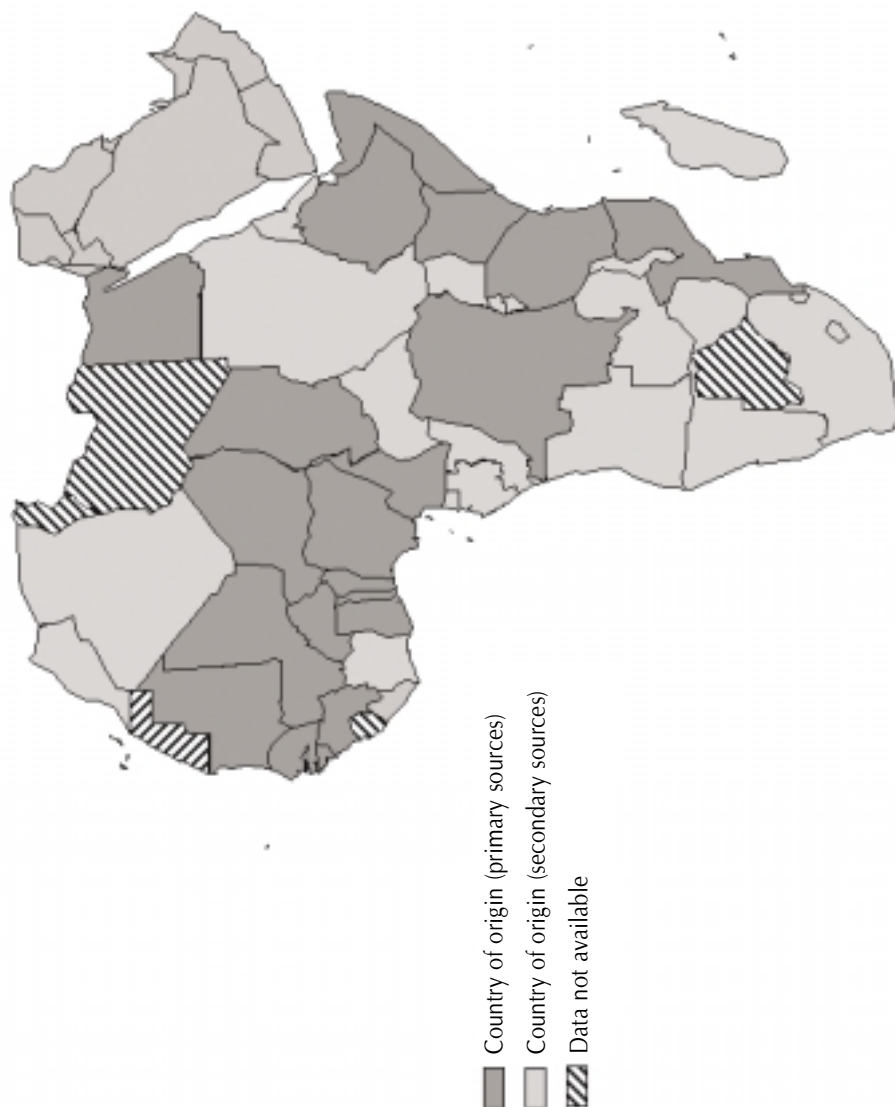 Country of origin (primary sources)
Country of origin (secondary sources)
Data not available